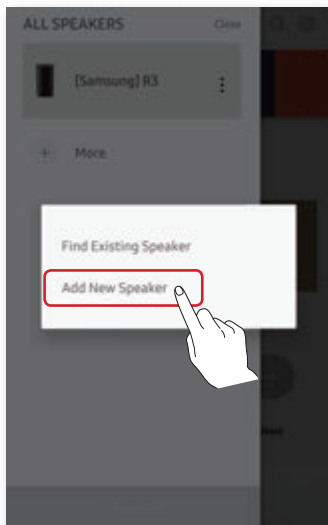 ALL SPEAKERS Close
[Samsung] R3
+ More
Find Existing Speaker
Add New Speaker